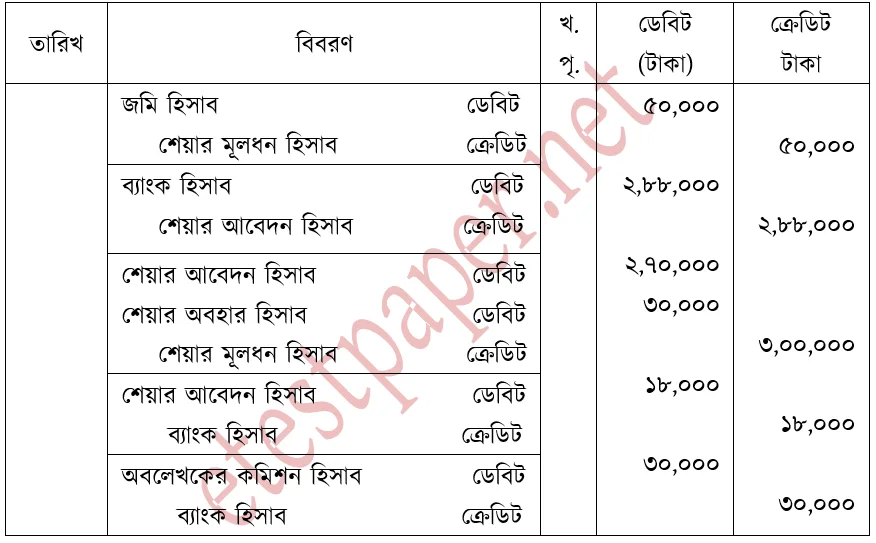 তারিখ বিবরণ খ. পৃ. ডেবিট (টাকা) ক্রেডিট টাকা
জমি হিসাব ডেবিট ৫০,০০০
শেয়ার মূলধন হিসাব ক্রেডিট ৫০,০০০
ব্যাংক হিসাব ডেবিট ২,৮৮,০০০
শেয়ার আবেদন হিসাব ক্রেডিট ২,৮৮,০০০
শেয়ার আবেদন হিসাব ডেবিট ২,৭০,০০০
শেয়ার অবহার হিসাব ডেবিট ৩০,০০০
শেয়ার মূলধন হিসাব ক্রেডিট ৩,০০,০০০
শেয়ার আবেদন হিসাব ডেবিট ১৮,০০০
ব্যাংক হিসাব ক্রেডিট ১৮,০০০
অবলেখকের কমিশন হিসাব ডেবিট ৩০,০০০
ব্যাংক হিসাব ক্রেডিট ৩০,০০০
etestpaper.net